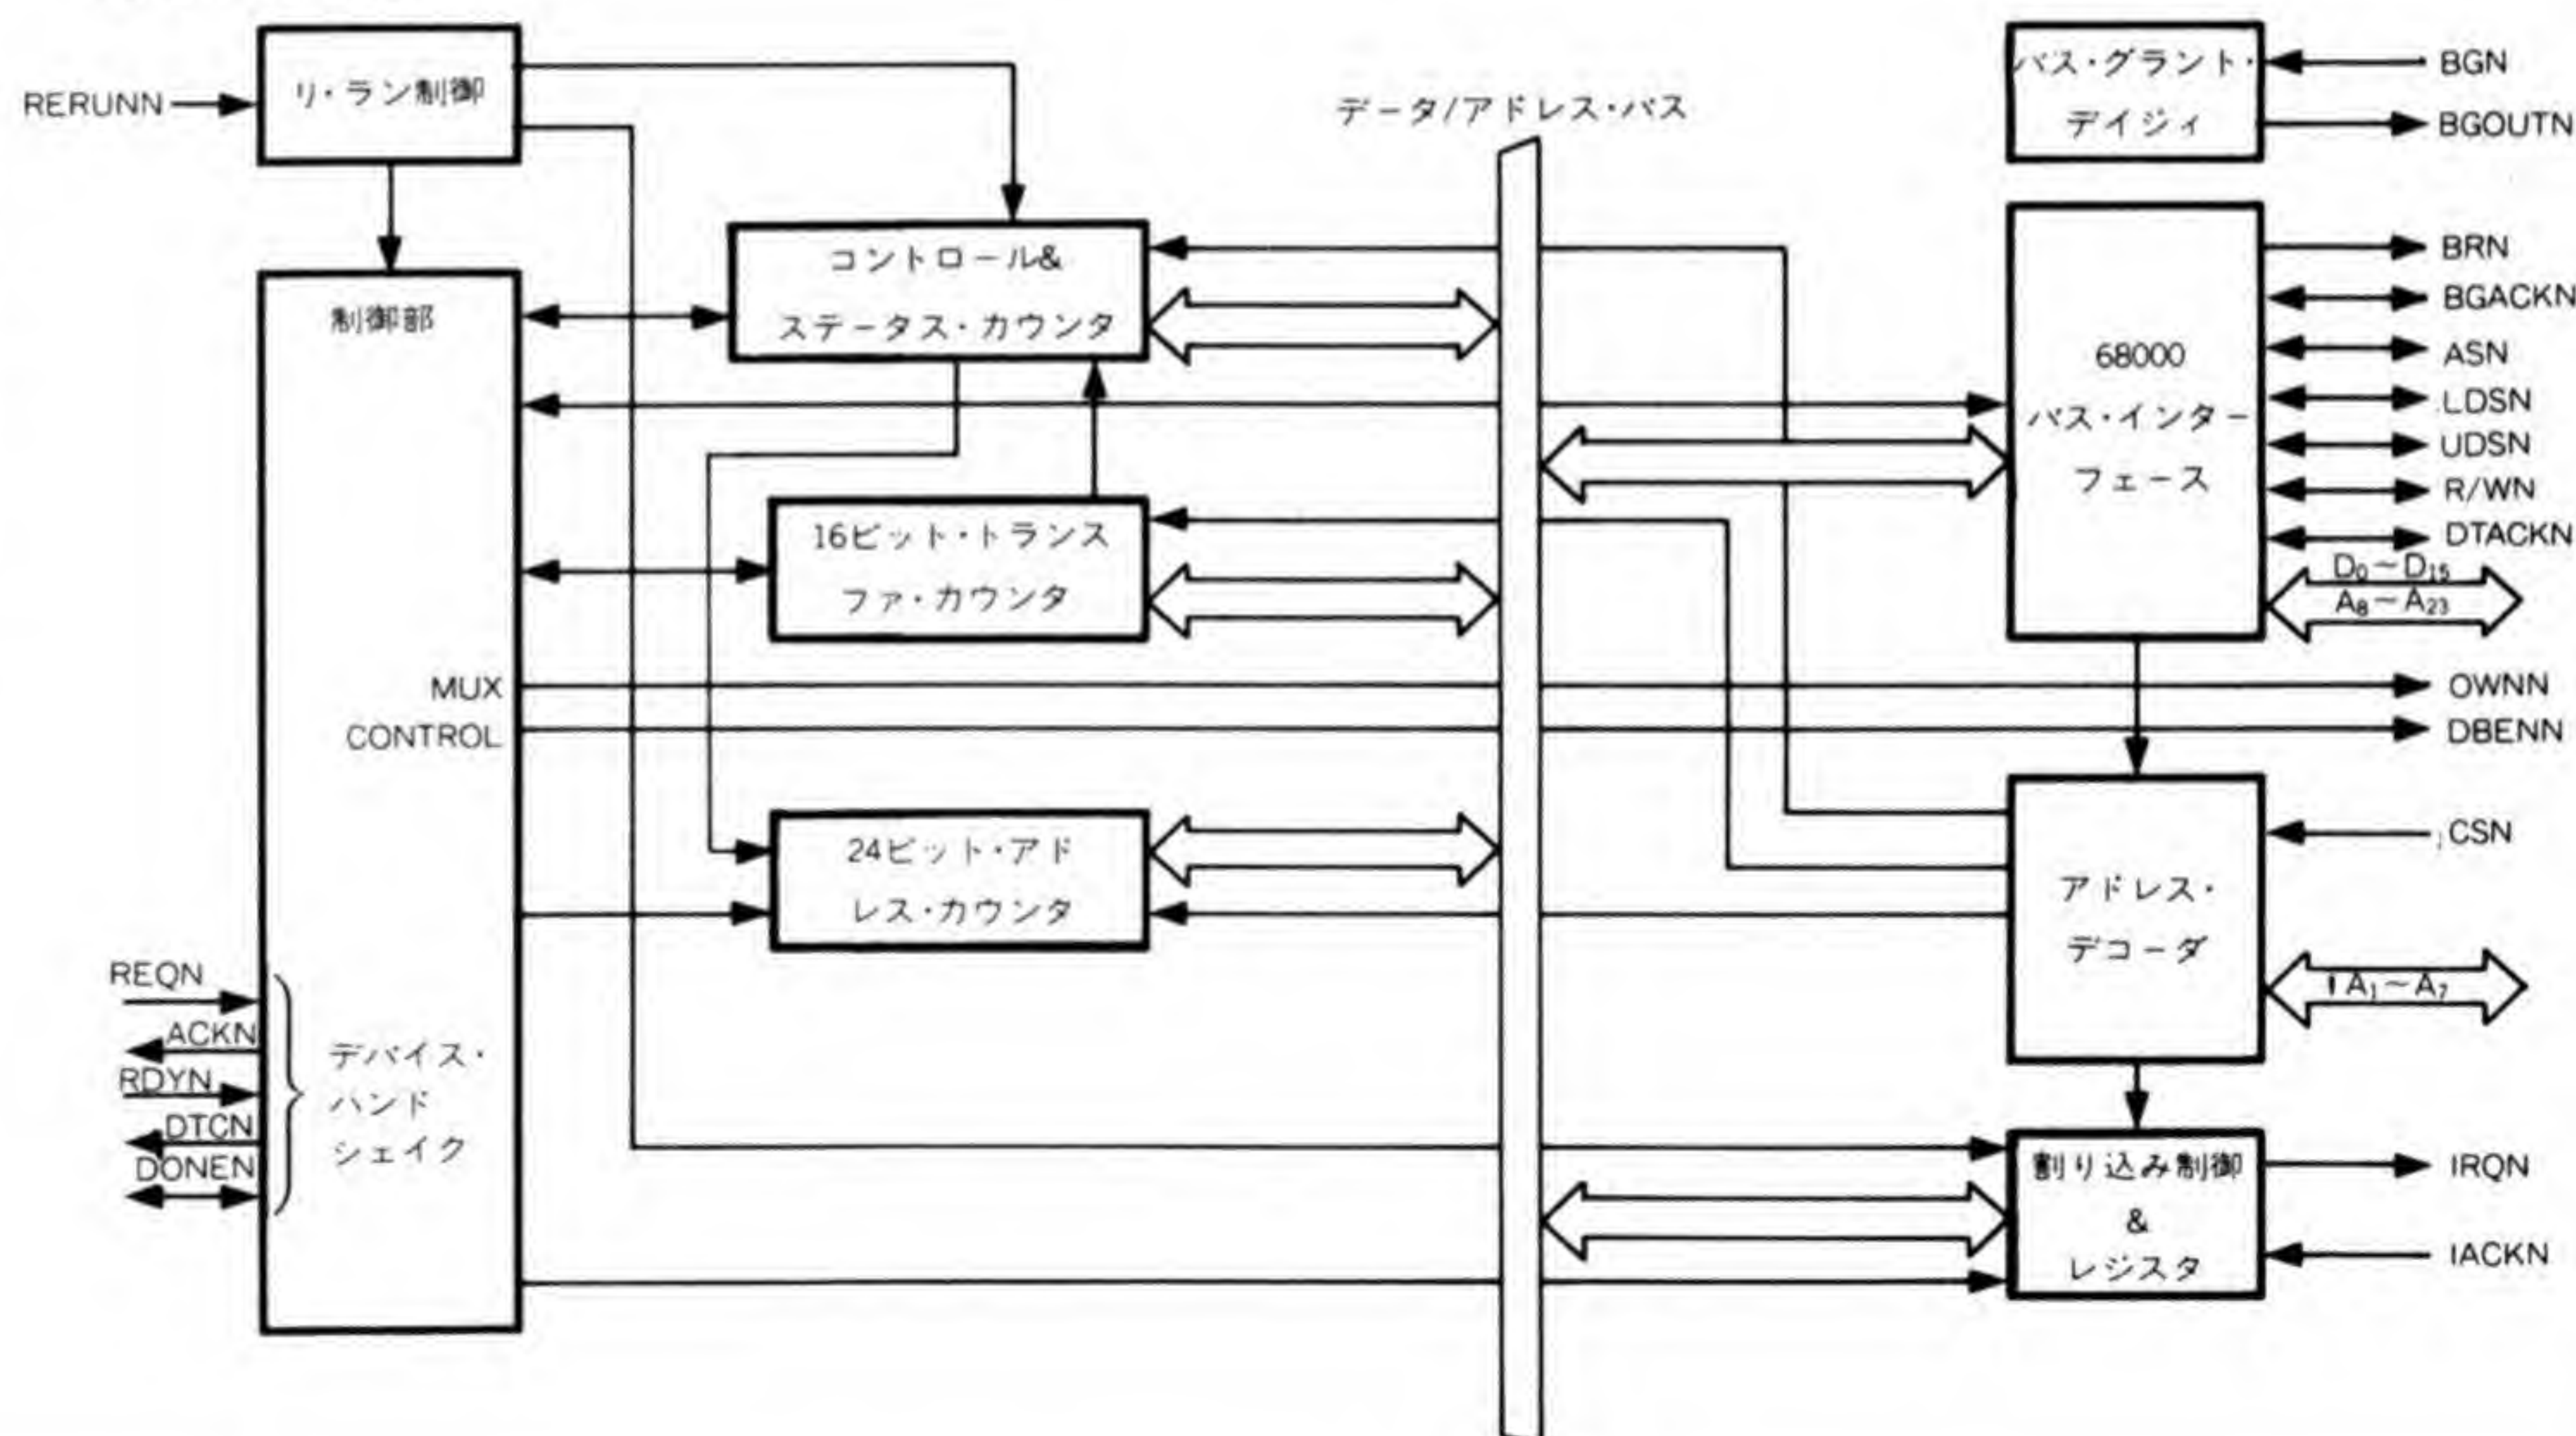 リ・ラン制御
RERUNN
データ/アドレス・バス
バス・グラント・
デイジィ
BGN
BGOUTN
制御部
コントロール&
ステータス・カウンタ
68000
バス・インター
フェース
BRN
BGACKN
ASN
LDSN
UDSN
R/WN
DTACKN
D₀~D₁₅
A₈~A₂₃
16ビット・トランス
ファ・カウンタ
MUX
CONTROL
OWNN
DBENN
24ビット・アド
レス・カウンタ
アドレス・
デコーダ
CSN
A₁~A₇
REQN
ACKN
RDYN
DTCN
DONEN
デバイス・
ハンド
シェイク
割り込み制御
&
レジスタ
IRQN
IACKN